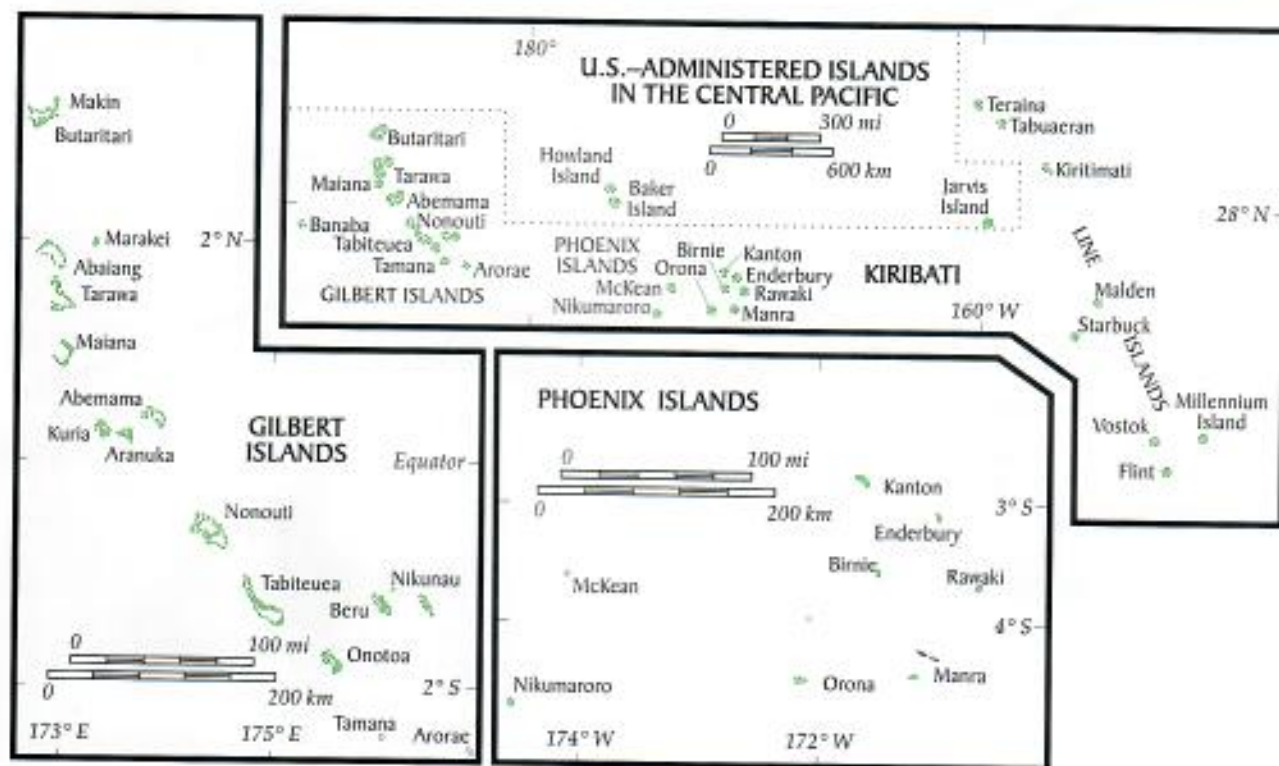 Makin
Butaritari
Marakei
2° N
Abaiang
Tarawa
Maiana
Abemama
Kuria
Aranuka
GILBERT
ISLANDS
Equator
Nonouti
Tabiteuea
Nikunau
Beru
0 100 mi
Onotoa
0 200 km
2° S
173° E
175° E
Tamana
Arorae
180°
U.S.–ADMINISTERED ISLANDS
IN THE CENTRAL PACIFIC
0 300 mi
0 600 km
Teraina
Tabuaeran
Kiritimati
Butaritari
Tarawa
Maiana
Abemama
Banaba
Nonouti
Tabiteuea
Tamana
Arorae
GILBERT ISLANDS
Howland
Island
Baker
Island
Jarvis
Island
28° N
PHOENIX
ISLANDS
Birnie
Kanton
Orona
Enderbury
McKean
Rawaki
Nikumaroro
Manra
KIRIBATI
160° W
LINE
ISLANDS
Malden
Starbuck
Millennium
Island
Vostok
Flint
PHOENIX ISLANDS
0 100 mi
0 200 km
Kanton
3° S
Enderbury
Birnie
Rawaki
McKean
4° S
Nikumaroro
Orona
Manra
174° W
172° W